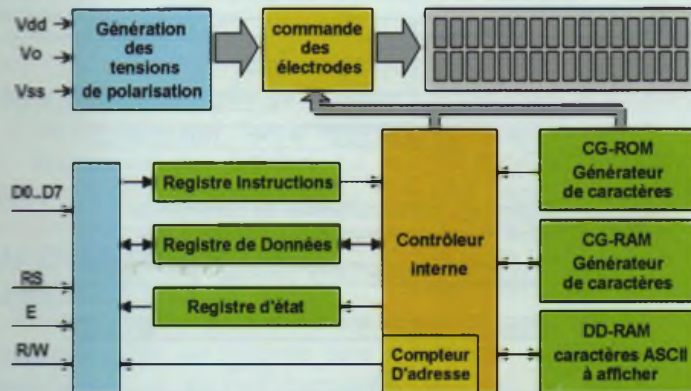 Vdd
Vo
Vss
Génération
des
tensions
de polarisation
commande
des
électrodes
D0..D7
RS
E
R/W
Registre Instructions
Registre de Données
Registre d'état
Contrôleur
interne
Compteur
D'adresse
CG-ROM
Générateur
de caractères
CG-RAM
Générateur
de caractères
DD-RAM
caractères ASCII
à afficher